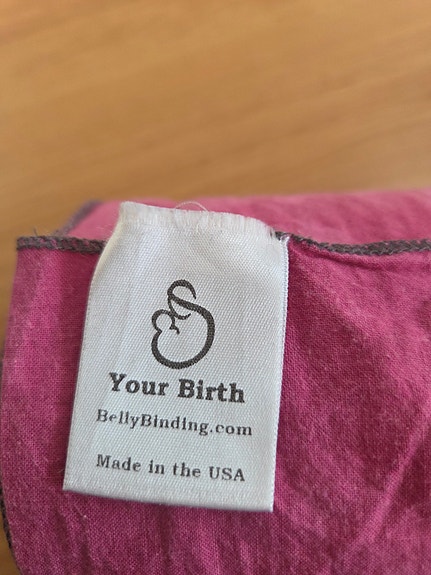 Your Birth
BellyBinding.com
Made in the USA